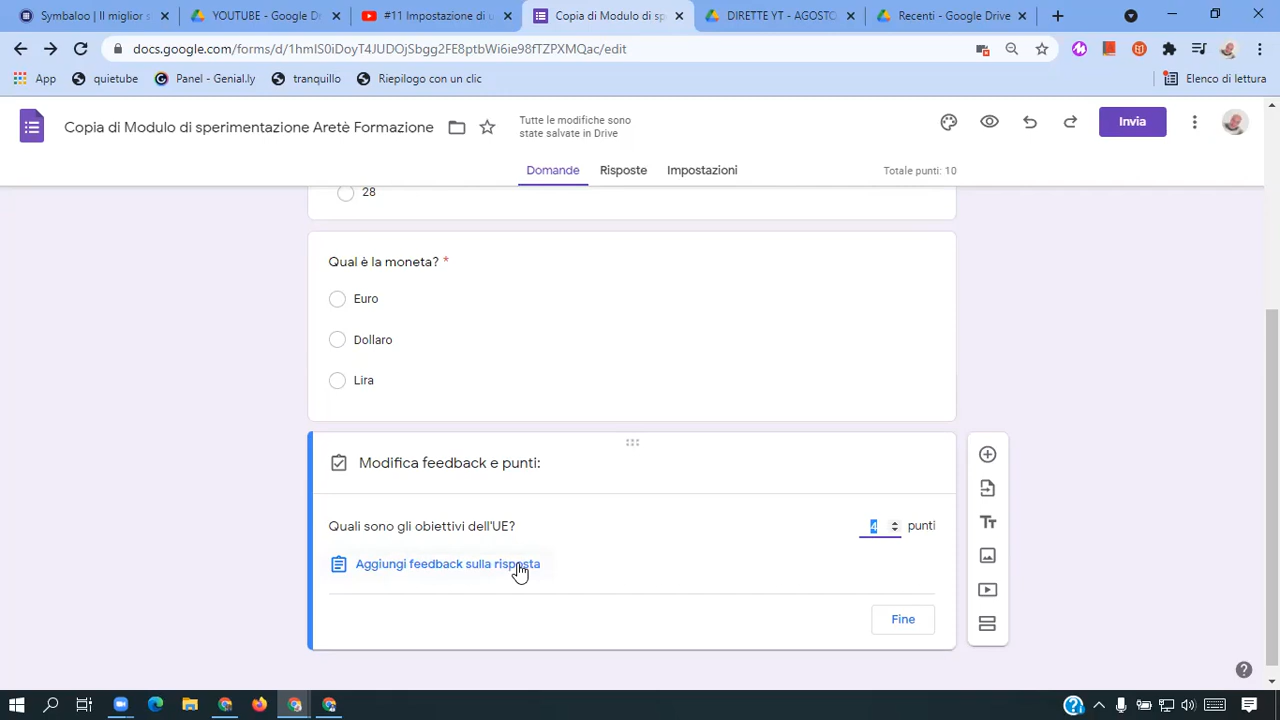 Symbaloo | Il miglior s
YOUTUBE - Google D
#11 Impostazione di u
Copia di Modulo di sp
DIRETTE YT - AGOSTO
Recenti - Google Drive
docs.google.com/forms/d/1hmIS0iDoyT4JUDOjSbgg2FE8ptbWi6ie98fTZPXMQac/edit
App
quietube
Panel - Genial.ly
tranquillo
Riepilogo con un clic
Elenco di lettura
Copia di Modulo di sperimentazione Aretè Formazione
Tutte le modifiche sono
state salvate in Drive
Invia
Domande
Risposte
Impostazioni
Totale punti: 10
28
Qual è la moneta? *
Euro
Dollaro
Lira
Modifica feedback e punti:
Quali sono gli obiettivi dell'UE?
4 punti
Aggiungi feedback sulla risposta
Fine